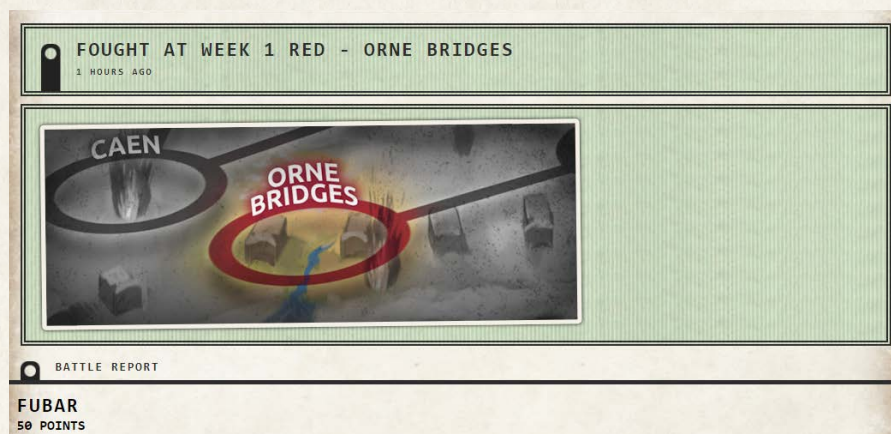 FOUGHT AT WEEK 1 RED - ORNE BRIDGES
1 HOURS AGO
CAEN
ORNE
BRIDGES
BATTLE REPORT
FUBAR
50 POINTS